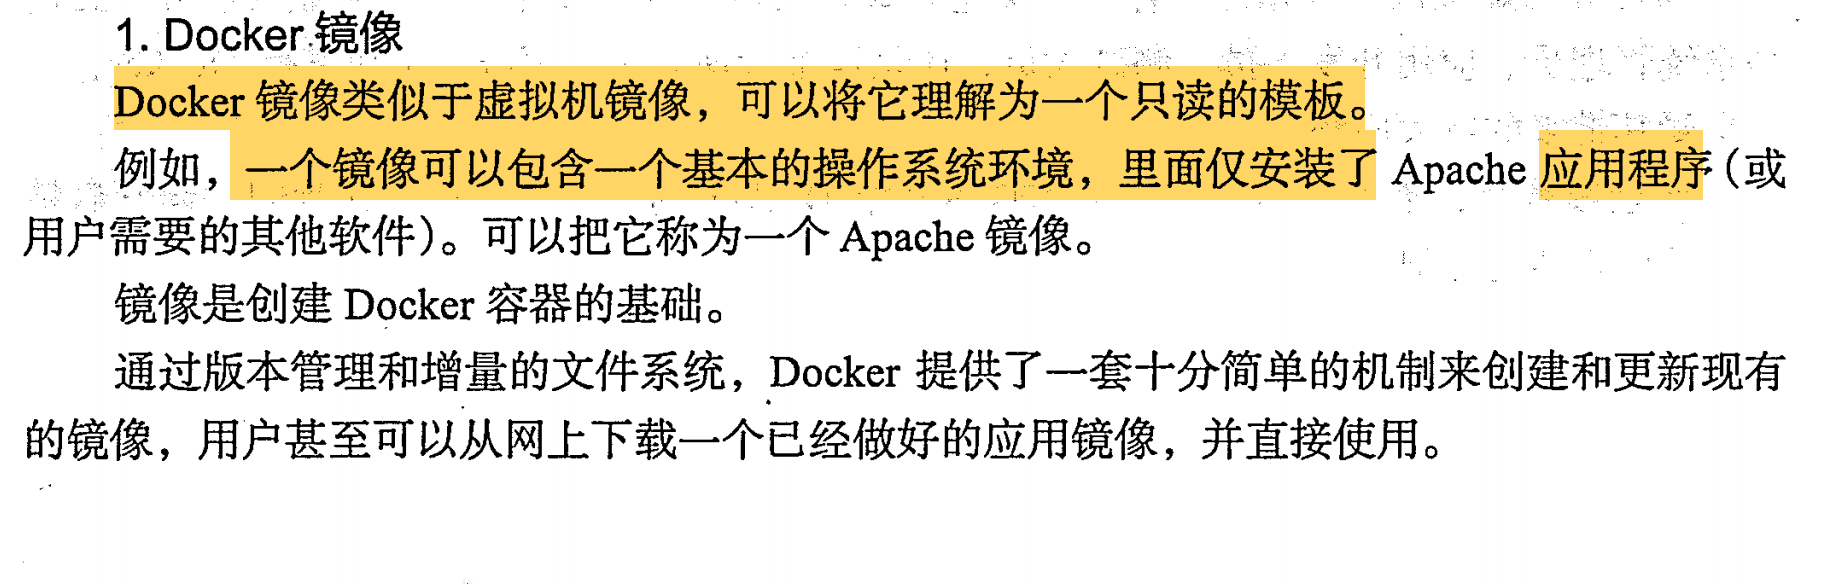 1. Docker 镜像
Docker 镜像类似于虚拟机镜像，可以将它理解为一个只读的模板。
例如，一个镜像可以包含一个基本的操作系统环境，里面仅安装了 Apache 应用程序（或
用户需要的其他软件）。可以把它称为一个 Apache 镜像。
镜像是创建 Docker 容器的基础。
通过版本管理和增量的文件系统，Docker 提供了一套十分简单的机制来创建和更新现有
的镜像，用户甚至可以从网上下载一个已经做好的应用镜像，并直接使用。